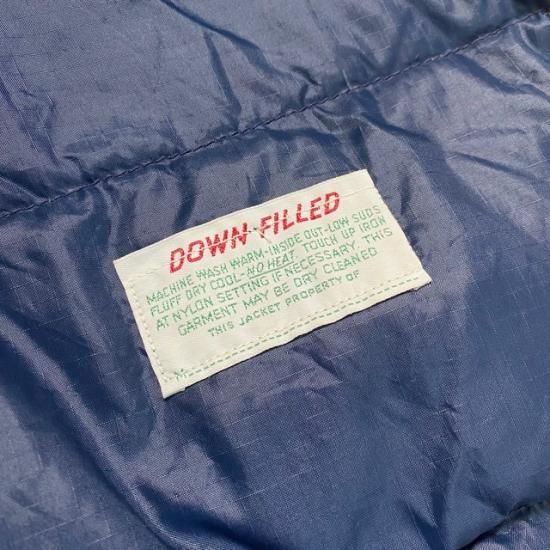 DOWN FILLED
MACHINE WASH WARM-INSIDE OUT-LOW SUDS
FLUFF DRY COOL-NO HEAT. TOUCH UP IRON
AT NYLON SETTING IF NECESSARY. THIS
GARMENT MAY BE DRY CLEANED
THIS JACKET PROPERTY OF
M